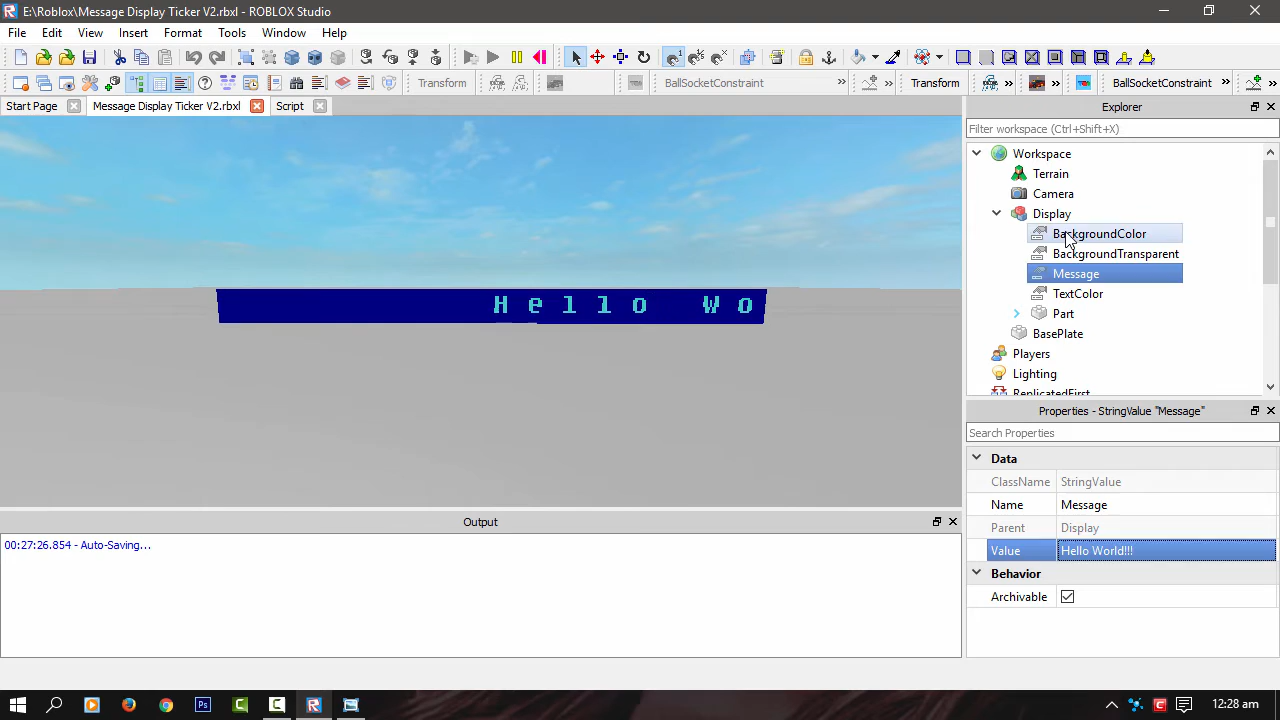 E:\Roblox\Message Display Ticker V2.rbxl - ROBLOX Studio
File Edit View Insert Format Tools Window Help
Transform BallSocketConstraint Transform BallSocketConstraint
Start Page Message Display Ticker V2.rbxl Script
Explorer
Filter workspace (Ctrl+Shift+X)
Workspace
Terrain
Camera
Display
BackgroundColor
BackgroundTransparent
Message
TextColor
Part
BasePlate
Players
Lighting
ReplicatedFirst
Hello Wo
Properties - StringValue "Message"
Search Properties
Data
ClassName StringValue
Name Message
Parent Display
Value Hello World!!!
Behavior
Archivable
Output
00:27:26.854 - Auto-Saving...
12:28 am